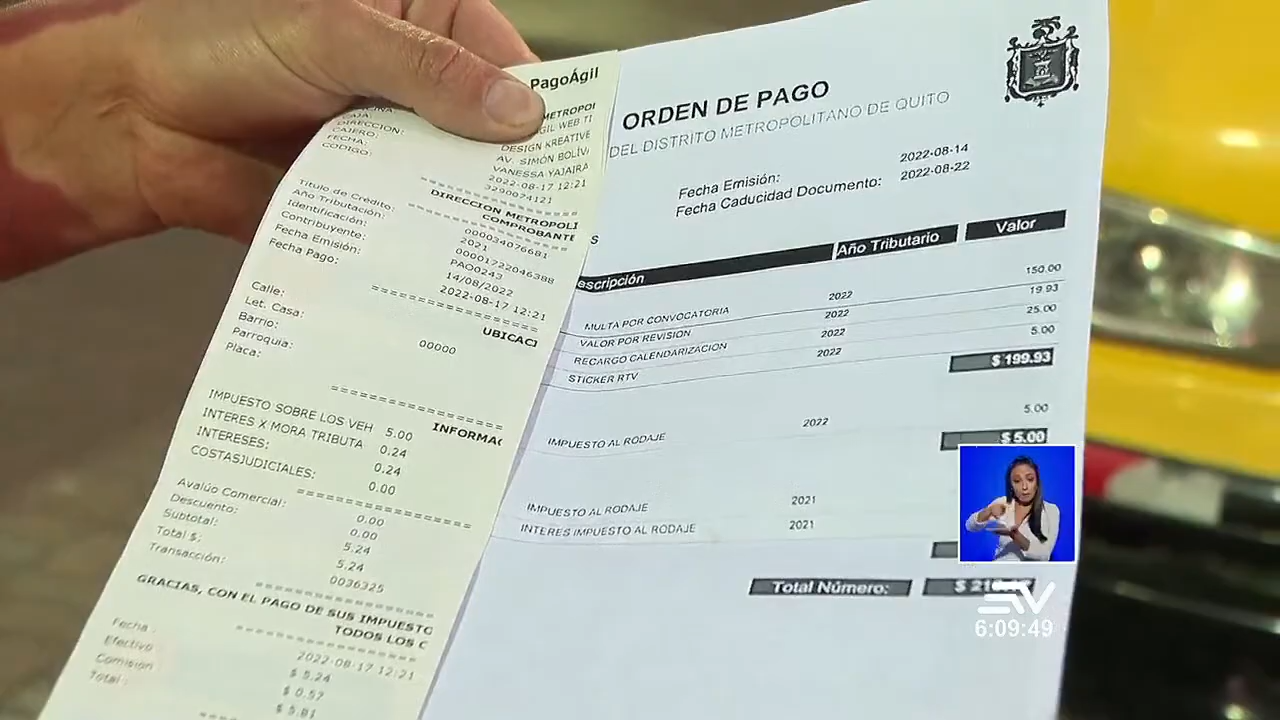 PagoÁgil
METROPOL
AGIL WEB TI
DIRECCION: DESIGN KREATIVE
CAJERO: AV. SIMÓN BOLÍV
FECHA: VANESSA YAJAIRA
CODIGO: 2022-08-17 12:21
3290074121
DIRECCION METROPOLI
COMPROBANTE
Título de Crédito: 000034076681
Año Tributación: 2021
Identificación: 00001722046388
Contribuyente: PAO0243
Fecha Emisión: 14/08/2022
Fecha Pago: 2022-08-17 12:21
UBICACI
Calle:
Let. Casa: 00000
Barrio:
Parroquia:
Placa:
INFORMAC
IMPUESTO SOBRE LOS VEH 5.00
INTERES X MORA TRIBUTA 0.24
INTERESES: 0.24
COSTASJUDICIALES: 0.00
Avalúo Comercial: 0.00
Descuento: 0.00
Subtotal: 5.24
Total $: 5.24
Transacción: 0036325
GRACIAS, CON EL PAGO DE SUS IMPUESTO
TODOS LOS C
Fecha : 2022-08-17 12:21
Efectivo $ 5.24
Comisión $ 0.57
Total : $ 5.81
ORDEN DE PAGO
DEL DISTRITO METROPOLITANO DE QUITO
Fecha Emisión: 2022-08-14
Fecha Caducidad Documento: 2022-08-22
S
escripción Año Tributario Valor
MULTA POR CONVOCATORIA 2022 150.00
VALOR POR REVISION 2022 19.93
RECARGO CALENDARIZACION 2022 25.00
STICKER RTV 2022 5.00
$ 199.93
IMPUESTO AL RODAJE 2022 5.00
$ 5.00
IMPUESTO AL RODAJE 2021
INTERES IMPUESTO AL RODAJE 2021
Total Número:
6:09:49